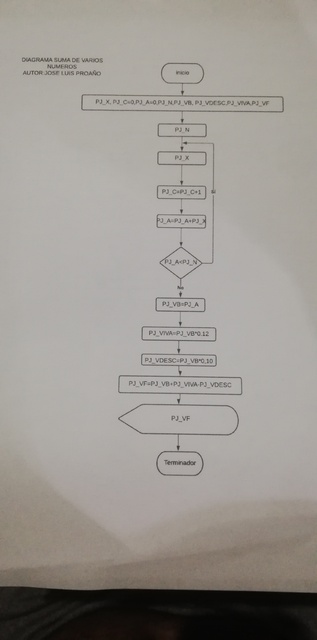 DIAGRAMA SUMA DE VARIOS
NUMEROS
AUTOR:JOSE LUIS PROAÑO
Inicio
PJ_X, PJ_C=0,PJ_A=0,PJ_N,PJ_VB, PJ_VDESC,PJ_VIVA,PJ_VF
PJ_N
PJ_X
PJ_C=PJ_C+1
PJ_A=PJ_A+PJ_X
PJ_A<PJ_N
No
PJ_VB=PJ_A
PJ_VIVA=PJ_VB*0.12
PJ_VDESC=PJ_VB*0,10
PJ_VF=PJ_VB+PJ_VIVA-PJ_VDESC
PJ_VF
Terminador